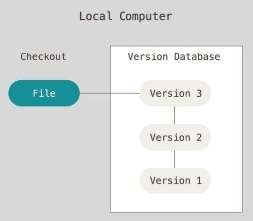 Local Computer
Checkout
Version Database
File
Version 3
Version 2
Version 1